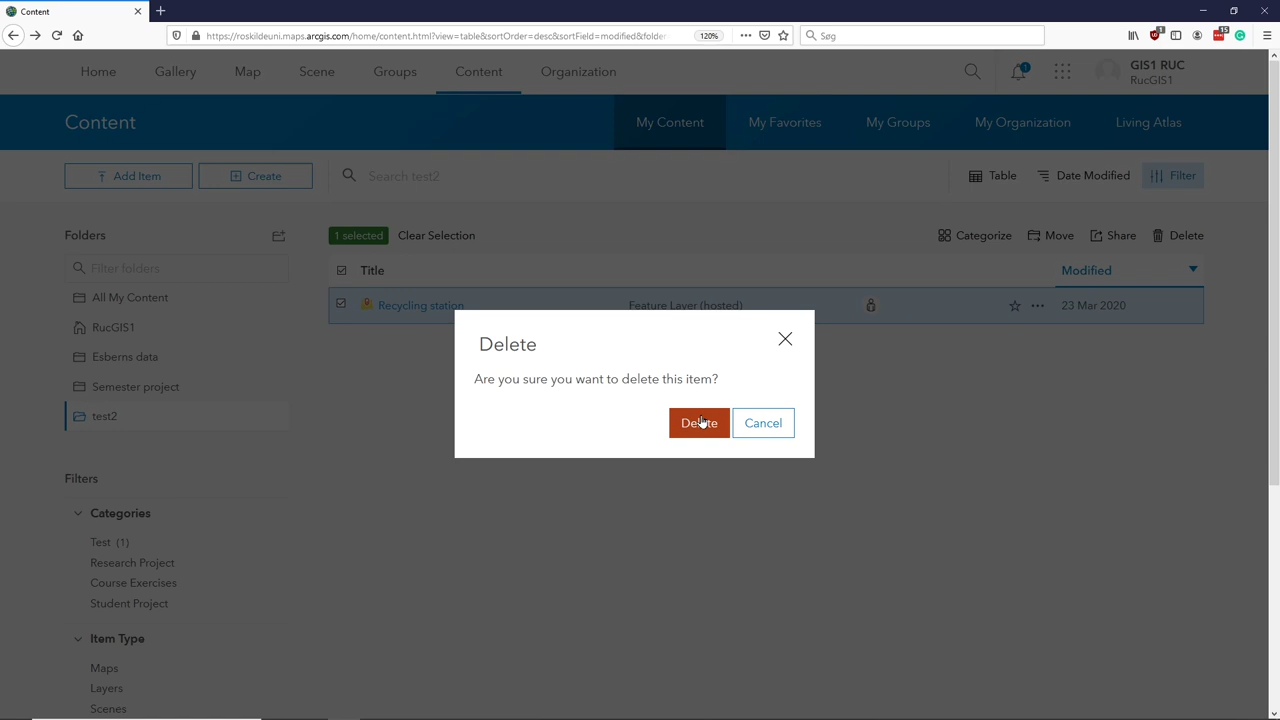 Content
https://roskildeuni.maps.arcgis.com/home/content.html?view=table&sortOrder=desc&sortField=modified&folder
120%
Søg
Home
Gallery
Map
Scene
Groups
Content
Organization
1
GIS1 RUC
RucGIS1
Content
My Content
My Favorites
My Groups
My Organization
Living Atlas
Add Item
Create
Search test2
Table
Date Modified
Filter
Folders
1 selected
Clear Selection
Categorize
Move
Share
Delete
Filter folders
Title
Modified
All My Content
Recycling station
Feature Layer (hosted)
23 Mar 2020
RucGIS1
Esberns data
Semester project
test2
Delete
Are you sure you want to delete this item?
Delete
Cancel
Filters
Categories
Test (1)
Research Project
Course Exercises
Student Project
Item Type
Maps
Layers
Scenes